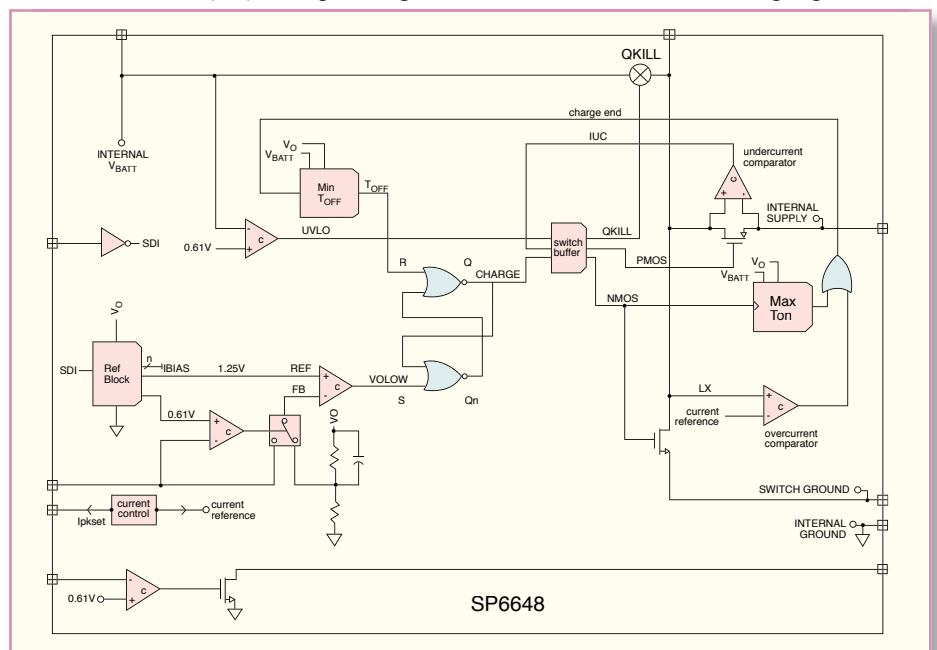 QKILL
charge end
IUC
undercurrent
comparator
INTERNAL
VBATT
VO
VBATT
Min
TOFF
TOFF
C
+ -
INTERNAL
SUPPLY
SDI
0.61V
-
+
C
UVLO
switch
buffer
QKILL
PMOS
VO
VBATT
R
Q
CHARGE
NMOS
Max
Ton
VO
SDI
Ref
Block
n
IBIAS
1.25V
REF
FB
+
-
C
VOLOW
S
Qn
LX
current
reference
+
-
C
overcurrent
comparator
0.61V
+
-
C
VO
SWITCH GROUND
Ipkset
current
control
current
reference
INTERNAL
GROUND
0.61V
-
+
C
SP6648